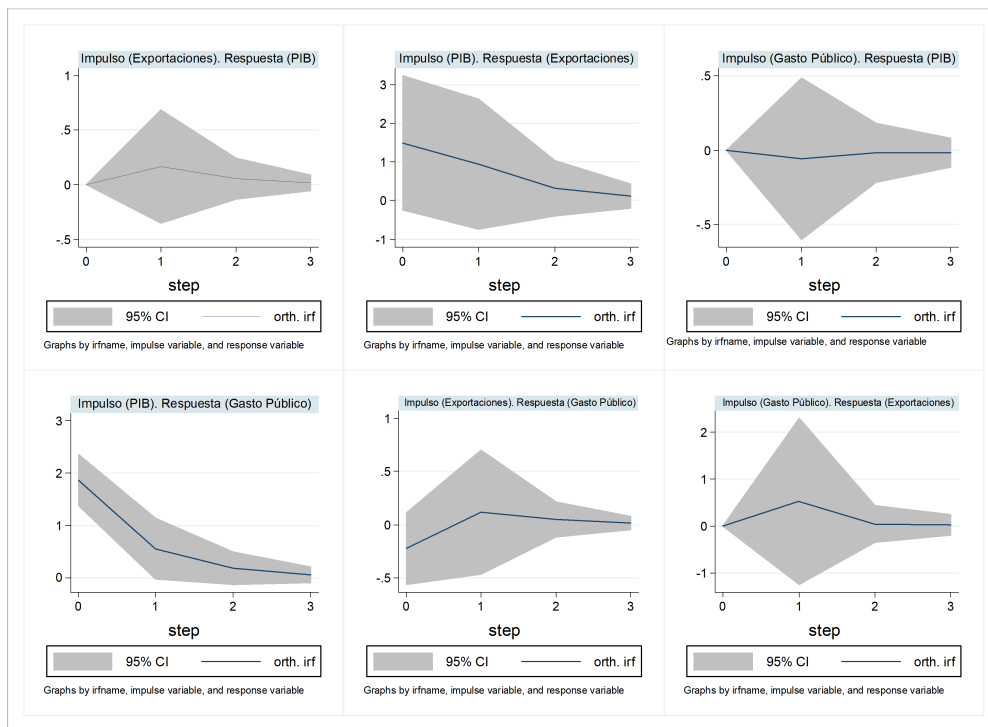 Impulso (Exportaciones). Respuesta (PIB)
1
.5
0
-.5
0 1 2 3
step
95% CI orth. irf
Graphs by irfname, impulse variable, and response variable
Impulso (PIB). Respuesta (Exportaciones)
3
2
1
0
-1
0 1 2 3
step
95% CI orth. irf
Graphs by irfname, impulse variable, and response variable
Impulso (Gasto Público). Respuesta (PIB)
.5
0
-.5
0 1 2 3
step
95% CI orth. irf
Graphs by irfname, impulse variable, and response variable
Impulso (PIB). Respuesta (Gasto Público)
3
2
1
0
0 1 2 3
step
95% CI orth. irf
Graphs by irfname, impulse variable, and response variable
Impulso (Exportaciones). Respuesta (Gasto Público)
1
.5
0
-.5
0 1 2 3
step
95% CI orth. irf
Graphs by irfname, impulse variable, and response variable
Impulso (Gasto Público). Respuesta (Exportaciones)
2
1
0
-1
0 1 2 3
step
95% CI orth. irf
Graphs by irfname, impulse variable, and response variable